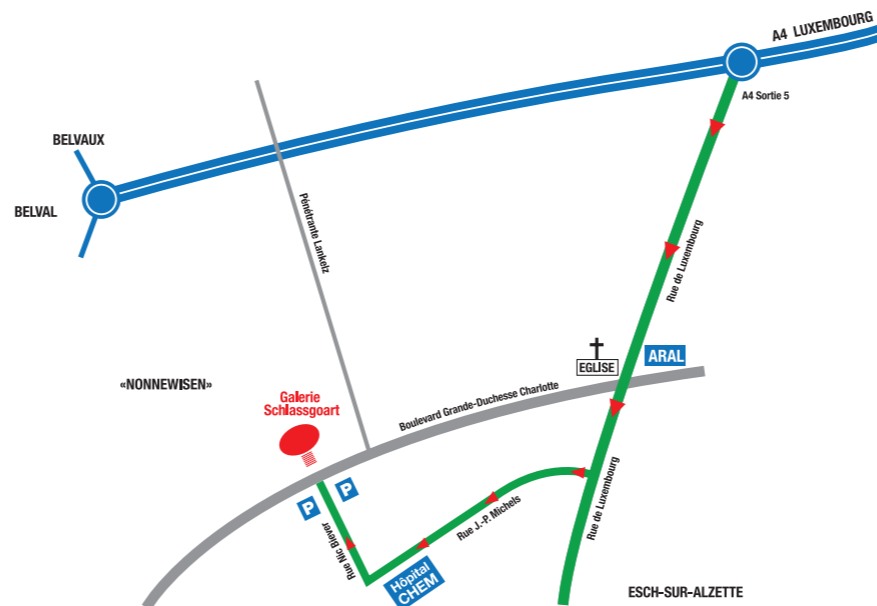 A4 LUXEMBOURG
A4 Sortie 5
BELVAUX
BELVAL
Pénétrante Lankelz
Rue de Luxembourg
EGLISE
ARAL
«NONNEWISEN»
Galerie
Schlassgoart
Boulevard Grande-Duchesse Charlotte
P
P
Rue Nic Biever
Rue J.-P. Michels
Rue de Luxembourg
Hôpital
CHEM
ESCH-SUR-ALZETTE